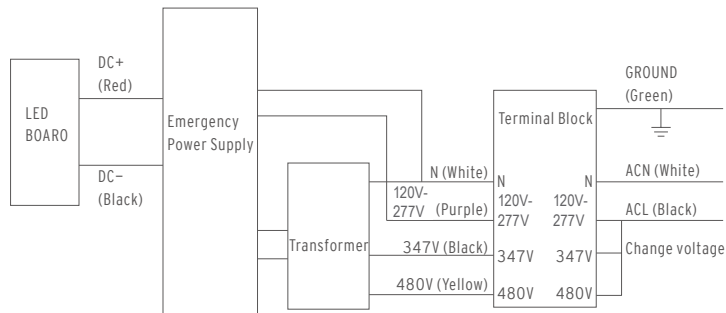 DC+
(Red)
LED
BOARO
DC−
(Black)
Emergency
Power Supply
Transformer
N (White)
120V-
277V
(Purple)
347V (Black)
480V (Yellow)
Terminal Block
N
120V-
277V
347V
480V
N
120V-
277V
347V
480V
GROUND
(Green)
ACN (White)
ACL (Black)
Change voltage